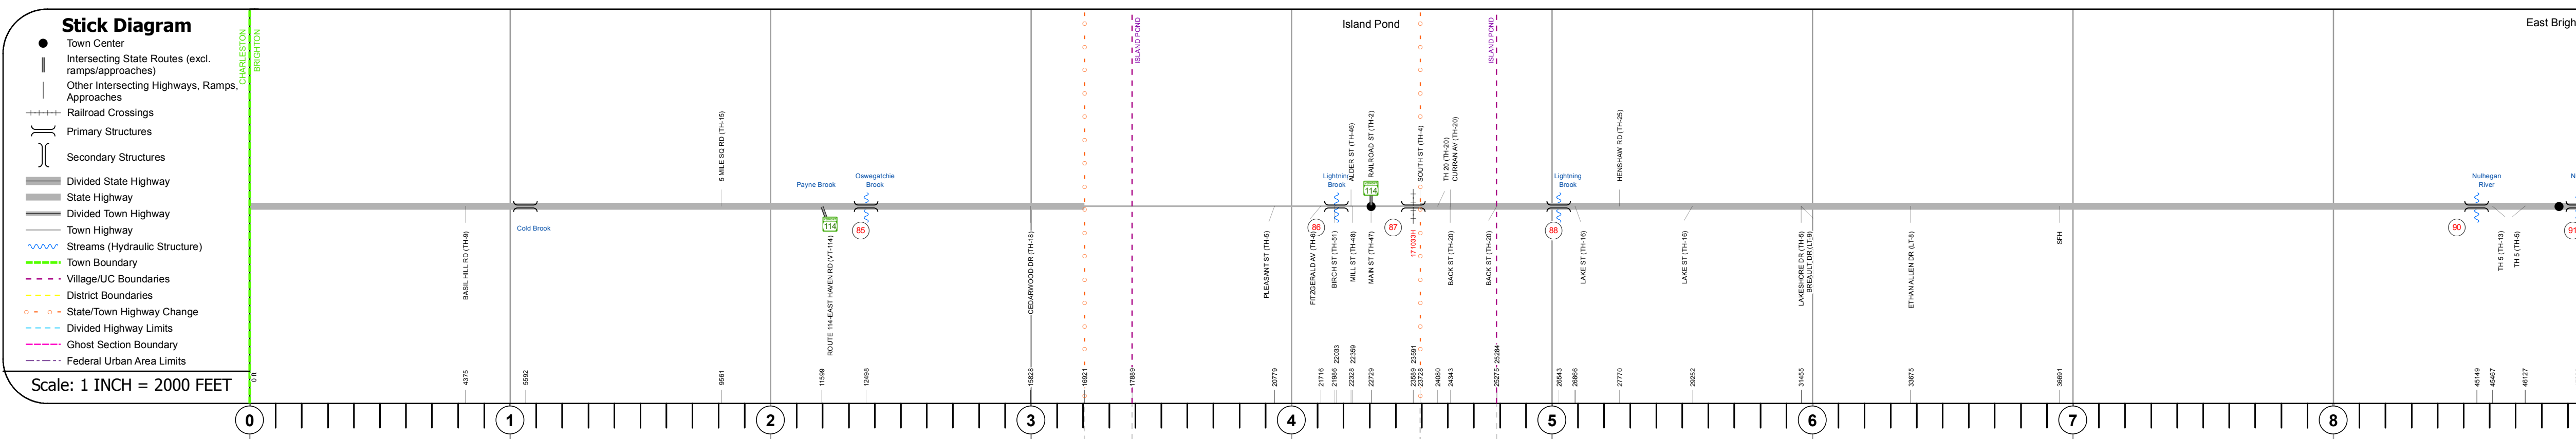 Stick Diagram
Town Center
Intersecting State Routes (excl.
ramps/approaches)
Other Intersecting Highways, Ramps,
Approaches
Railroad Crossings
Primary Structures
Secondary Structures
Divided State Highway
State Highway
Divided Town Highway
Town Highway
Streams (Hydraulic Structure)
Town Boundary
Village/UC Boundaries
District Boundaries
State/Town Highway Change
Divided Highway Limits
Ghost Section Boundary
Federal Urban Area Limits
Scale: 1 INCH = 2000 FEET
CHARLESTON
BRIGHTON
ISLAND POND
Island Pond
ISLAND POND
East Brigh
5 MILE SQ RD (TH-15)
ALDER ST (TH-46)
RAILROAD ST (TH-2)
SOUTH ST (TH-4)
TH 20 (TH-20)
CURRAN AV (TH-20)
HENSHAW RD (TH-25)
Payne Brook
Oswegatchie
Brook
Lightning
Brook
114
Lightning
Brook
Nulhegan
River
N
Cold Brook
114
85
86
87
171033H
88
90
91
BASIL HILL RD (TH-9)
ROUTE 114-EAST HAVEN RD (VT-114)
CEDARWOOD DR (TH-18)
PLEASANT ST (TH-5)
FITZGERALD AV (TH-6)
BIRCH ST (TH-51)
MILL ST (TH-48)
MAIN ST (TH-47)
BACK ST (TH-20)
BACK ST (TH-20)
LAKE ST (TH-16)
LAKE ST (TH-16)
LAKESHORE DR (TH-5)
BREAULT DR (LT-9)
ETHAN ALLEN DR (LT-8)
SFH
TH 5 (TH-13)
TH 5 (TH-5)
0 ft
4375
5592
9561
11599
12498
15828
16921
17889
20779
21716
21986
22033
22328
22359
22729
23589
23591
23728
24080
24343
25275
25284
26543
26866
27770
29252
31455
33675
36691
45149
45467
46127
0
1
2
3
4
5
6
7
8